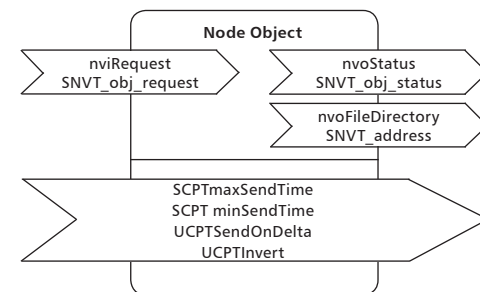 Node Object
nviRequest
SNVT_obj_request
nvoStatus
SNVT_obj_status
nvoFileDirectory
SNVT_address
SCPTmaxSendTime
SCPT minSendTime
UCPTSendOnDelta
UCPTInvert